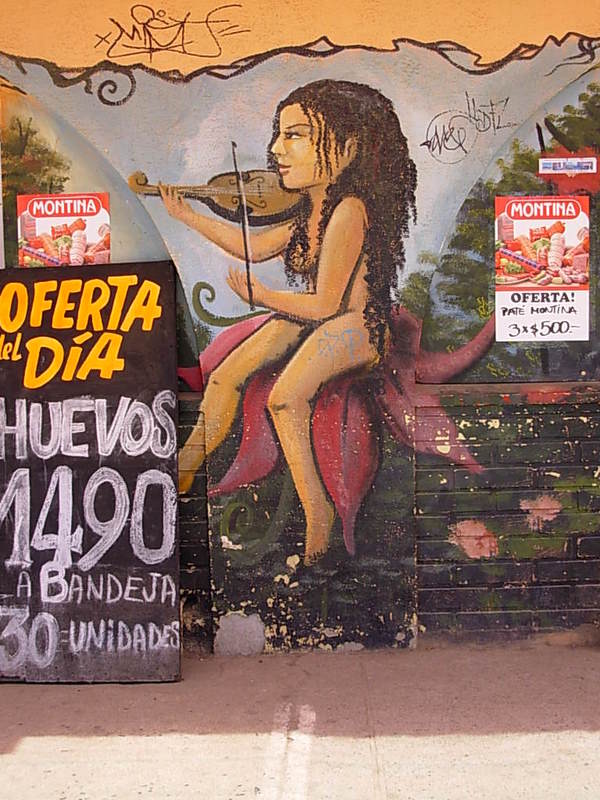 MONTINA
OFERTA
del DÍA
HUEVOS
1490
A BANDEJA
30 UNIDADES
MONTINA
OFERTA!
PATÉ MONTINA
3x$500.-